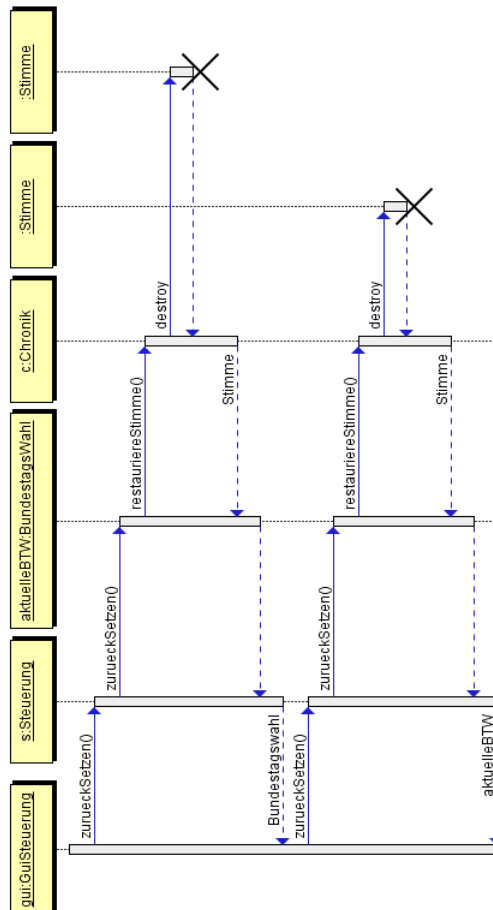 gui:GuiSteuerung
s:Steuerung
aktuelleBTW:BundestagsWahl
c:Chronik
:Stimme
:Stimme
zurueckSetzen()
zurueckSetzen()
restauriereStimme()
destroy
Stimme
Bundestagswahl
zurueckSetzen()
zurueckSetzen()
restauriereStimme()
destroy
Stimme
aktuelleBTW